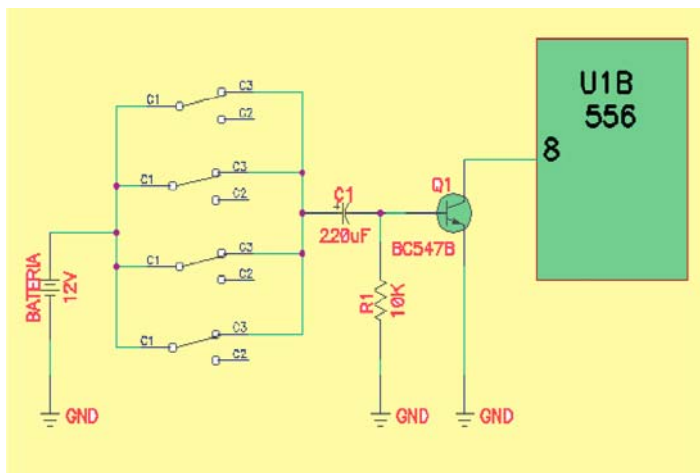 C1
C3
C2
C1
C3
C2
C1
C3
C2
C1
C3
C2
BATERIA
12V
GND
C1
+
220uF
R1
10K
GND
Q1
BC547B
GND
U1B
556
8